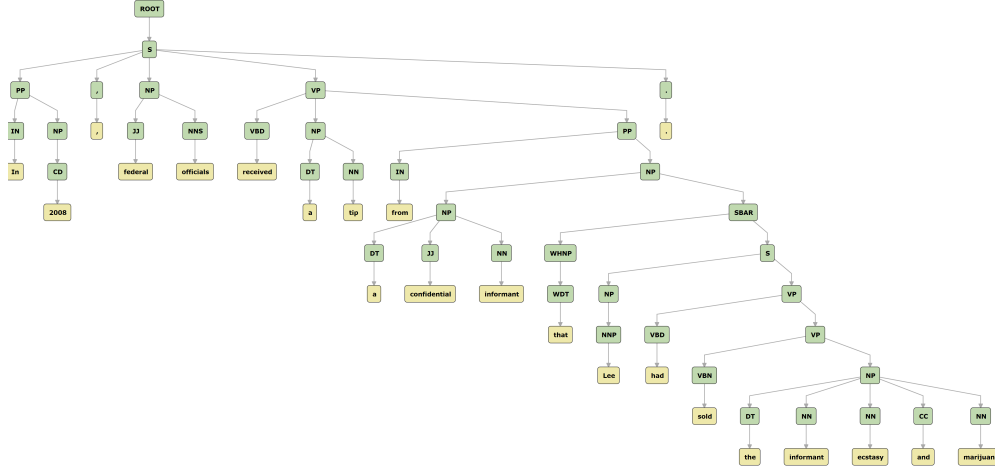 ROOT
S
PP , NP VP .
IN NP , JJ NNS VBD NP PP .
In CD federal officials received DT NN IN NP
2008 a tip from NP SBAR
DT JJ NN WHNP S
a confidential informant WDT NP VP
that NNP VBD VP
Lee had VBN NP
sold DT NN NN CC NN
the informant ecstasy and marijuan